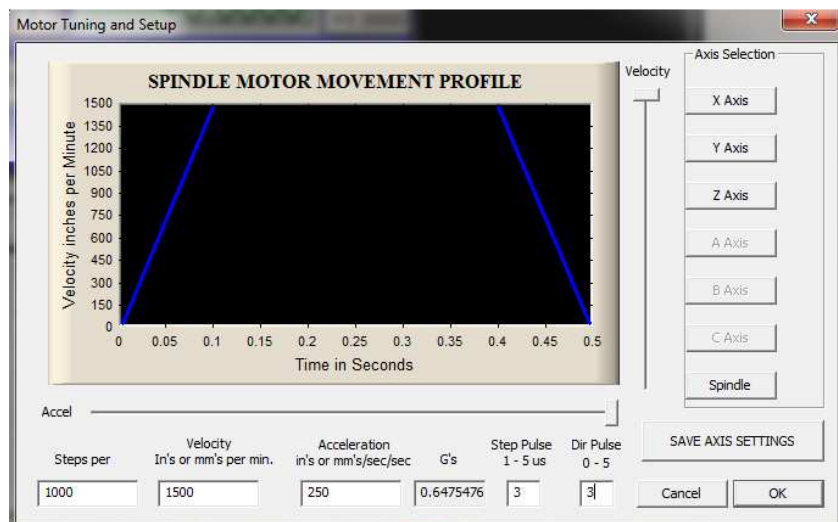 Motor Tuning and Setup
SPINDLE MOTOR MOVEMENT PROFILE
Velocity inches per Minute
1500
1350
1200
1050
900
750
600
450
300
150
0
0 0.05 0.1 0.15 0.2 0.25 0.3 0.35 0.4 0.45 0.5
Time in Seconds
Velocity
Accel
Axis Selection
X Axis
Y Axis
Z Axis
A Axis
B Axis
C Axis
Spindle
Steps per
1000
Velocity
In's or mm's per min.
1500
Acceleration
in's or mm's/sec/sec
250
G's
0.6475476
Step Pulse
1 - 5 us
3
Dir Pulse
0 - 5
3
SAVE AXIS SETTINGS
Cancel
OK